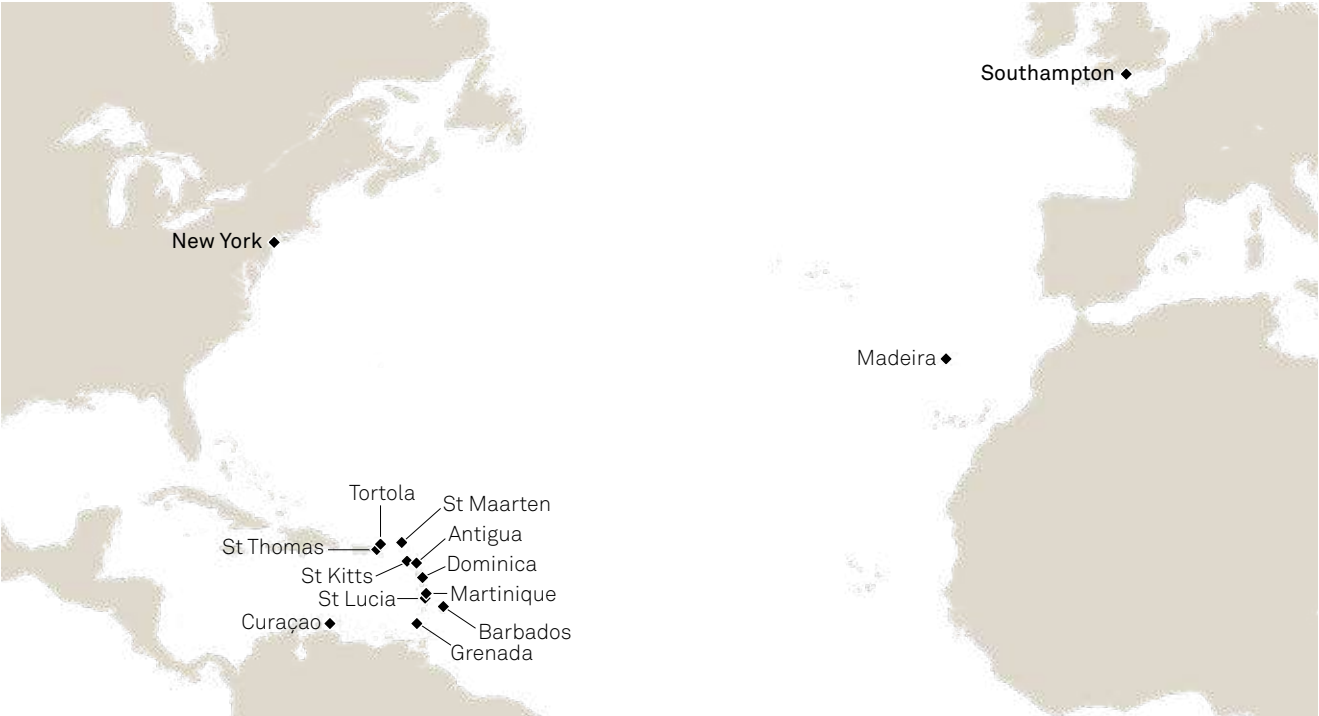 Southampton
New York
Madeira
Tortola
St Maarten
Antigua
St Thomas
Dominica
St Kitts
Martinique
St Lucia
Curaçao
Barbados
Grenada